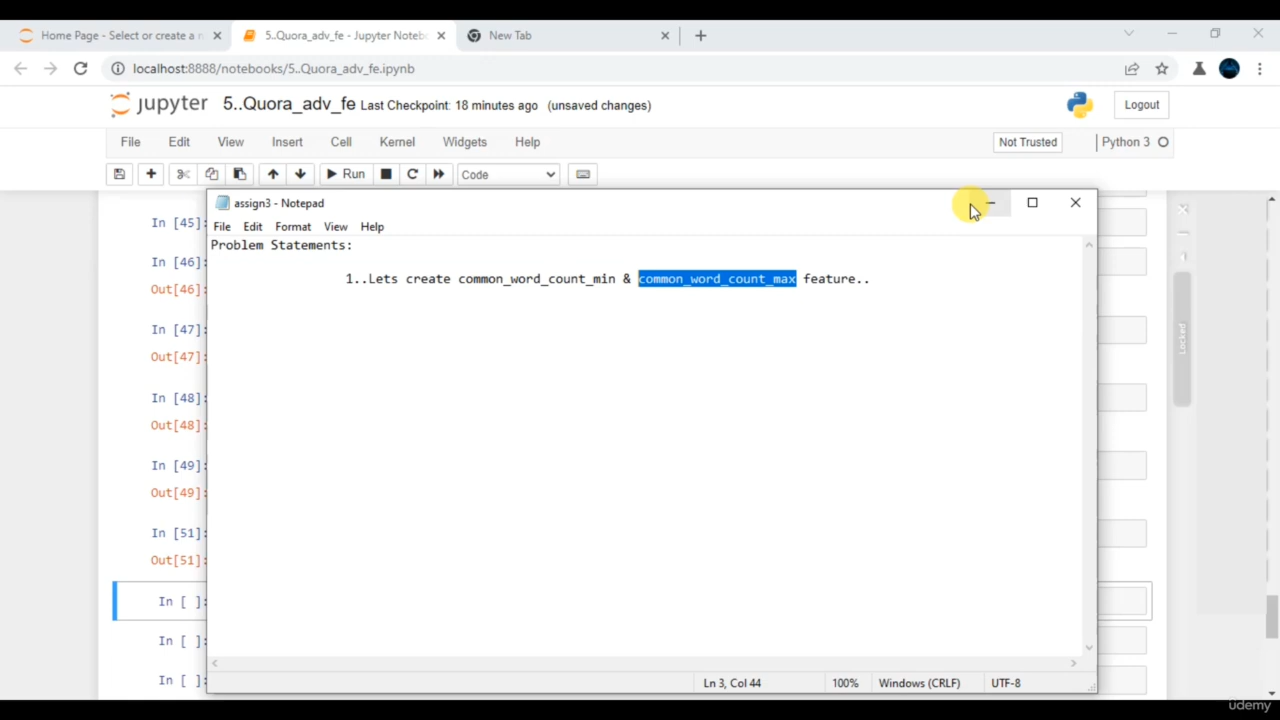 Home Page - Select or create a n
5..Quora_adv_fe - Jupyter Notebo
New Tab
localhost:8888/notebooks/5..Quora_adv_fe.ipynb
jupyter 5..Quora_adv_fe Last Checkpoint: 18 minutes ago (unsaved changes)
Logout
File Edit View Insert Cell Kernel Widgets Help
Not Trusted
Python 3
Run
Code
assign3 - Notepad
File Edit Format View Help
Problem Statements:
1..Lets create common_word_count_min & common_word_count_max feature..
In [45]:
In [46]:
Out[46]:
In [47]:
Out[47]:
In [48]:
Out[48]:
In [49]:
Out[49]:
In [51]:
Out[51]:
In [ ]:
In [ ]:
In [ ]:
Locked
Ln 3, Col 44
100%
Windows (CRLF)
UTF-8
ûdemy